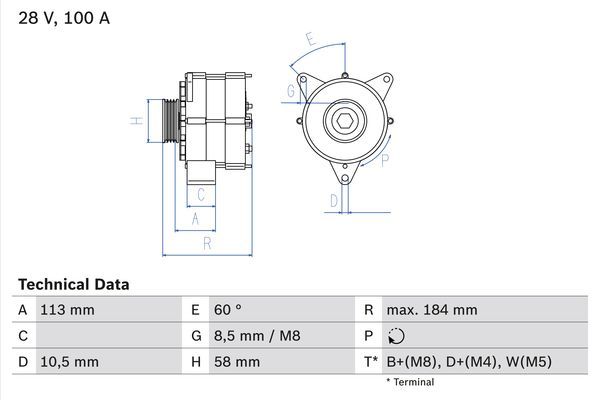 28 V, 100 A
E
H
G
P
C
D
A
R
Technical Data
A 113 mm E 60 ° R max. 184 mm
C G 8,5 mm / M8 P
D 10,5 mm H 58 mm T* B+(M8), D+(M4), W(M5)
* Terminal